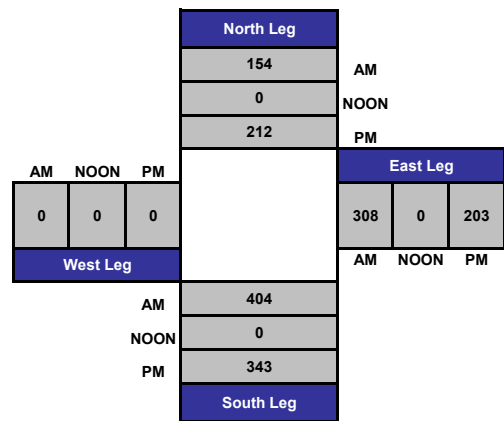 North Leg
154 AM
0 NOON
212 PM
AM NOON PM
East Leg
0 0 0
308 0 203
West Leg
AM NOON PM
AM 404
NOON 0
PM 343
South Leg